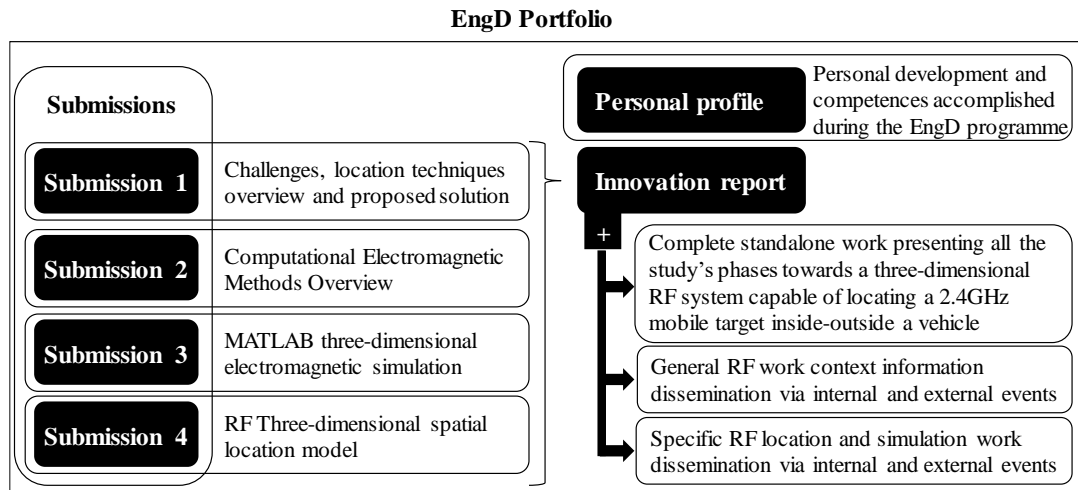 EngD Portfolio
Submissions
Submission 1
Challenges, location techniques
overview and proposed solution
Submission 2
Computational Electromagnetic
Methods Overview
Submission 3
MATLAB three-dimensional
electromagnetic simulation
Submission 4
RF Three-dimensional spatial
location model
Personal profile
Personal development and
competences accomplished
during the EngD programme
Innovation report
+
Complete standalone work presenting all the
study's phases towards a three-dimensional
RF system capable of locating a 2.4GHz
mobile target inside-outside a vehicle
General RF work context information
dissemination via internal and external events
Specific RF location and simulation work
dissemination via internal and external events